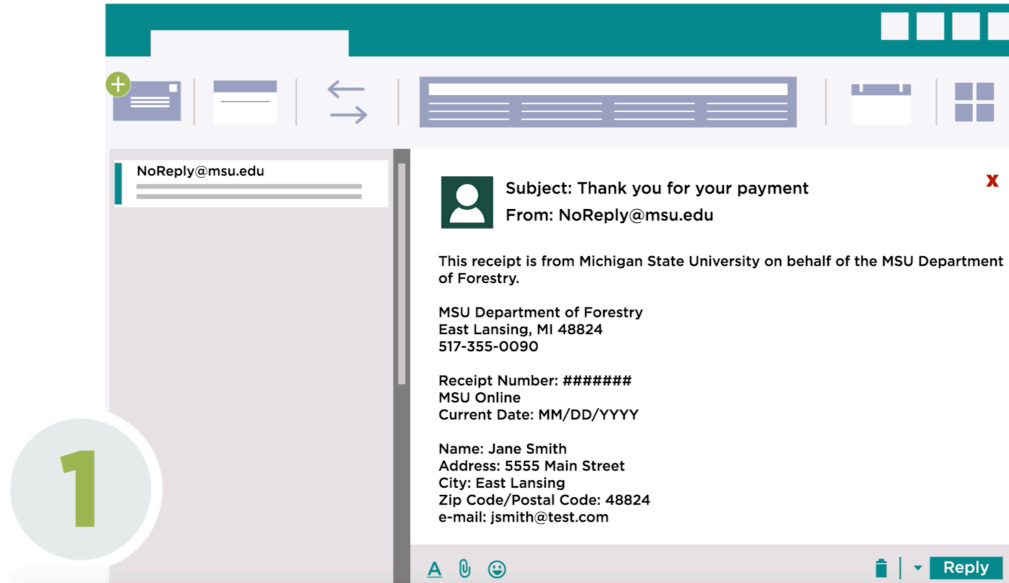 NoReply@msu.edu
Subject: Thank you for your payment
X
From: NoReply@msu.edu
This receipt is from Michigan State University on behalf of the MSU Department
of Forestry.
MSU Department of Forestry
East Lansing, MI 48824
517-355-0090
Receipt Number: #######
MSU Online
Current Date: MM/DD/YYYY
Name: Jane Smith
Address: 5555 Main Street
City: East Lansing
Zip Code/Postal Code: 48824
e-mail: jsmith@test.com
1
A
Reply